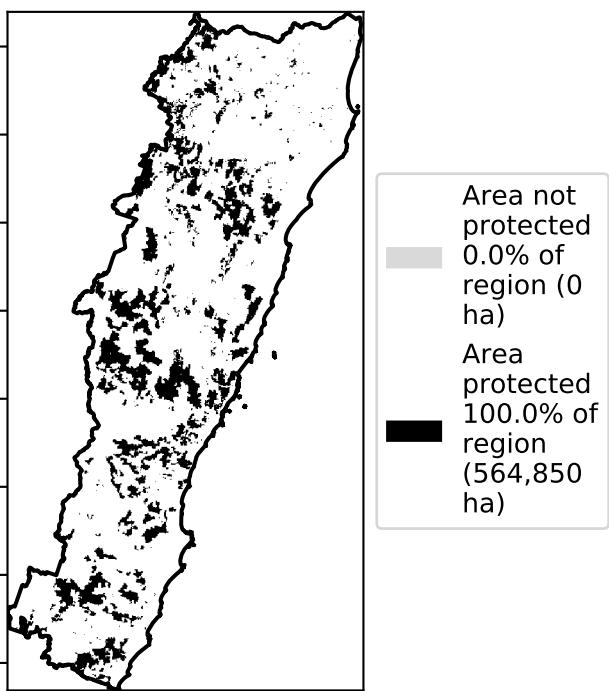 Area not
protected
0.0% of
region (0
ha)
Area
protected
100.0% of
region
(564,850
ha)